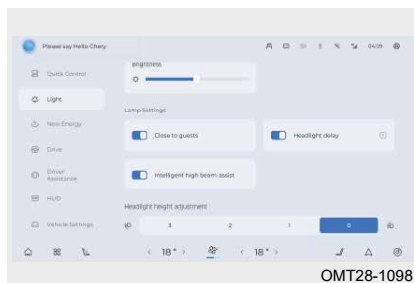 Please say Hello Chery
04:39
Quick Control
Brightness
Light
Lamp Settings
New Energy
Close to guests
Headlight delay
Drive
Driver
Assistance
Intelligent high beam assist
HUD
Headlight height adjustment
Vehicle Settings
3 2 1 0
18° 18°
OMT28-1098